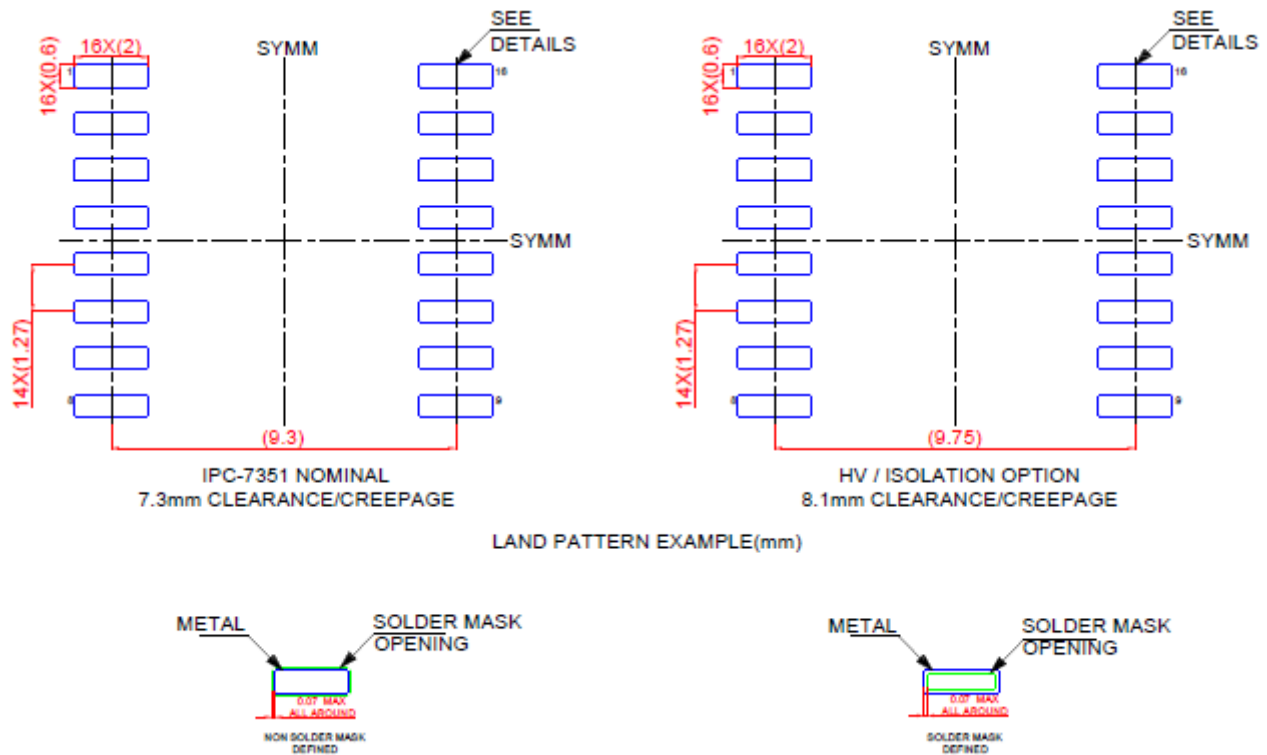 16X(2)
16X(0.6)
1
SYMM
SEE
DETAILS
16
SYMM
14X(1.27)
8
9
(9.3)
IPC-7351 NOMINAL
7.3mm CLEARANCE/CREEPAGE
16X(2)
16X(0.6)
1
SYMM
SEE
DETAILS
16
SYMM
14X(1.27)
8
9
(9.75)
HV / ISOLATION OPTION
8.1mm CLEARANCE/CREEPAGE
LAND PATTERN EXAMPLE(mm)
METAL
SOLDER MASK
OPENING
0.07 MAX
ALL AROUND
NON SOLDER MASK
DEFINED
METAL
SOLDER MASK
OPENING
0.07 MAX
ALL AROUND
SOLDER MASK
DEFINED